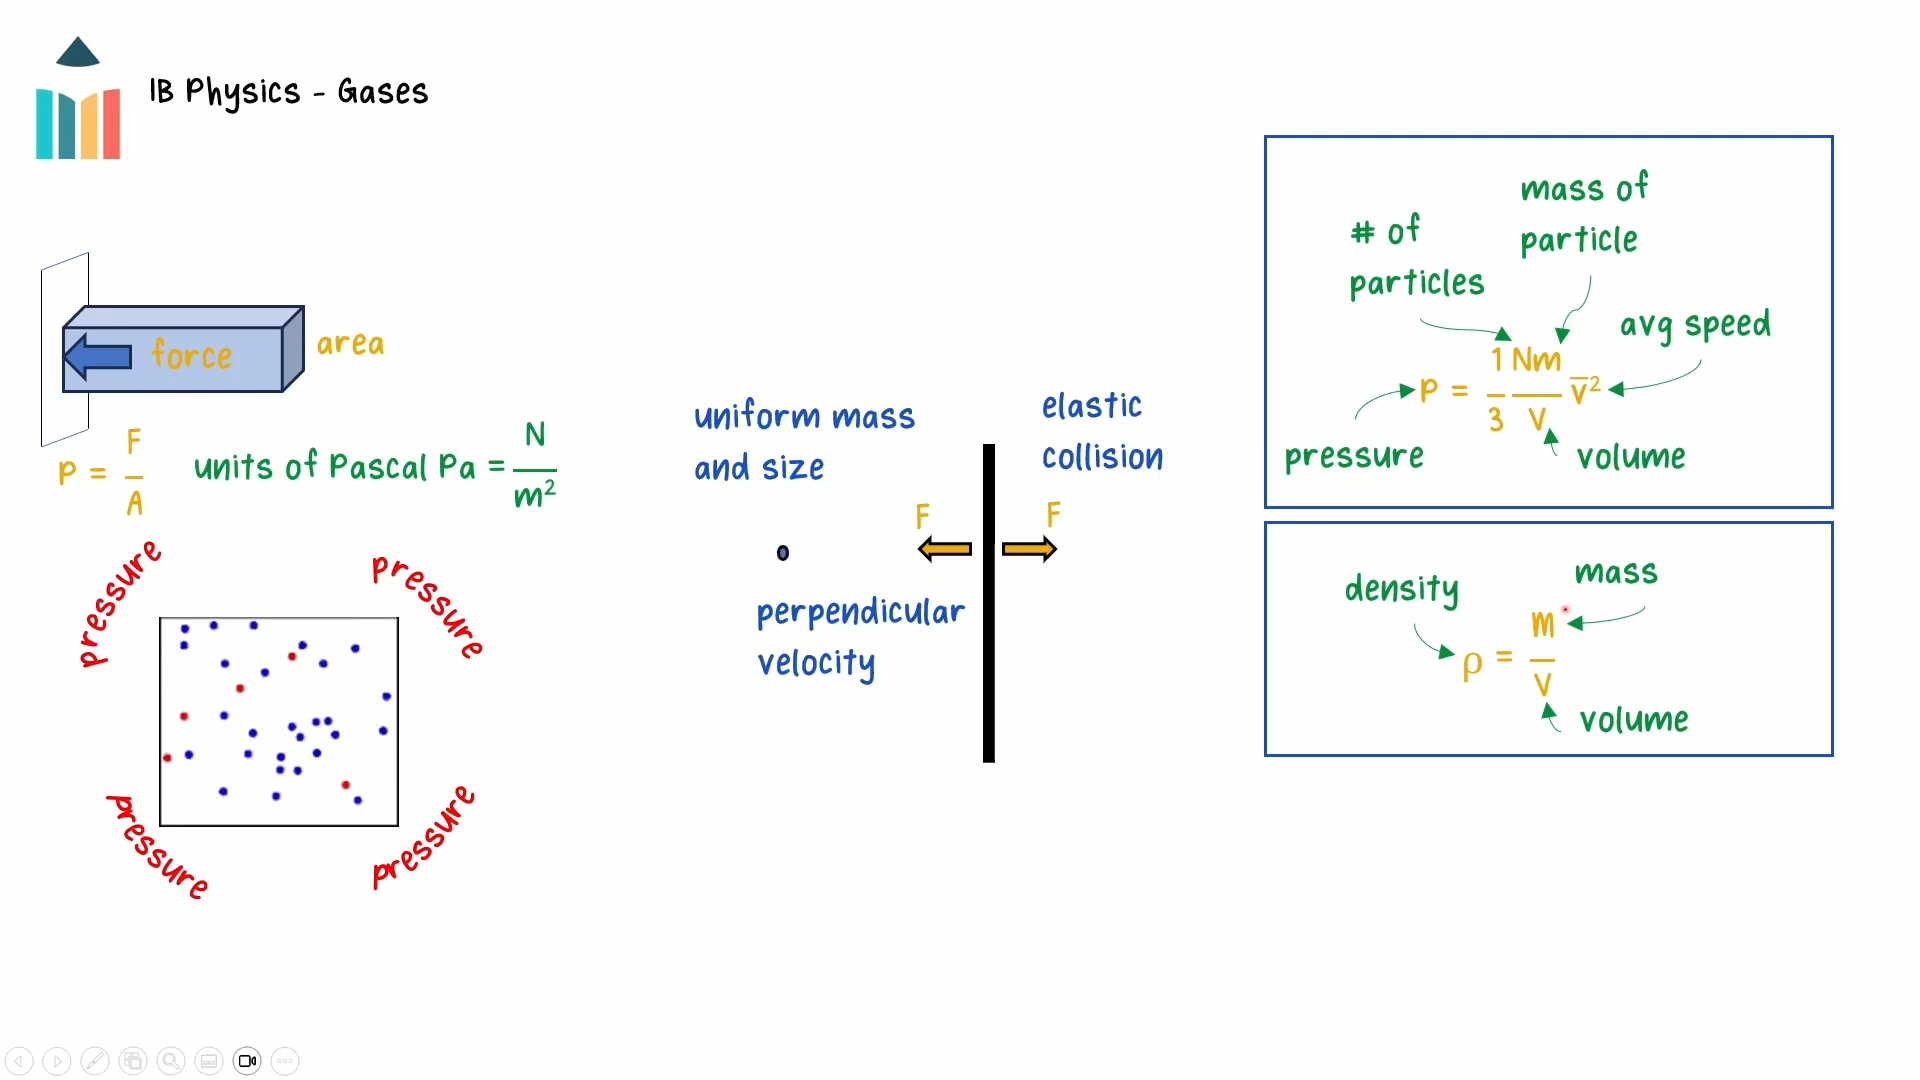 IB Physics - Gases
force
area
P = F/A
units of Pascal Pa = N/m²
pressure
pressure
pressure
pressure
uniform mass
and size
elastic
collision
F
F
perpendicular
velocity
# of
particles
mass of
particle
avg speed
P = 1/3 Nm/V v̅²
pressure
volume
density
mass
ρ = m/V
volume